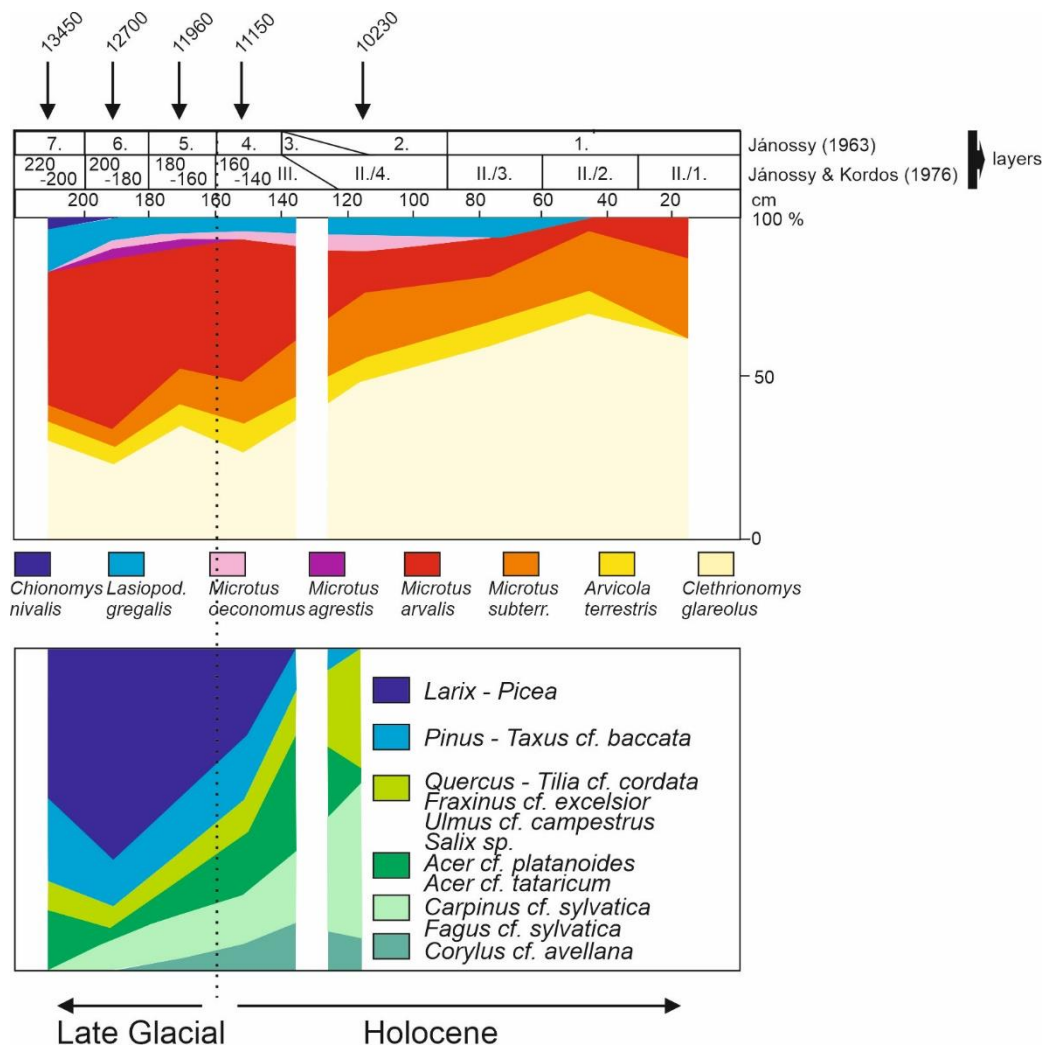 13450 12700 11960 11150 10230
7. 6. 5. 4. 3. 2. 1. Jánossy (1963)
layers
220 -200 200 -180 180 -160 160 -140 III. II./4. II./3. II./2. II./1. Jánossy & Kordos (1976)
200 180 160 140 120 100 80 60 40 20 cm
100 %
50
0
Chionomys nivalis
Lasiopod. gregalis
Microtus oeconomus
Microtus agrestis
Microtus arvalis
Microtus subterr.
Arvicola terrestris
Clethrionomys glareolus
Larix - Picea
Pinus - Taxus cf. baccata
Quercus - Tilia cf. cordata
Fraxinus cf. excelsior
Ulmus cf. campestrus
Salix sp.
Acer cf. platanoides
Acer cf. tataricum
Carpinus cf. sylvatica
Fagus cf. sylvatica
Corylus cf. avellana
Late Glacial Holocene